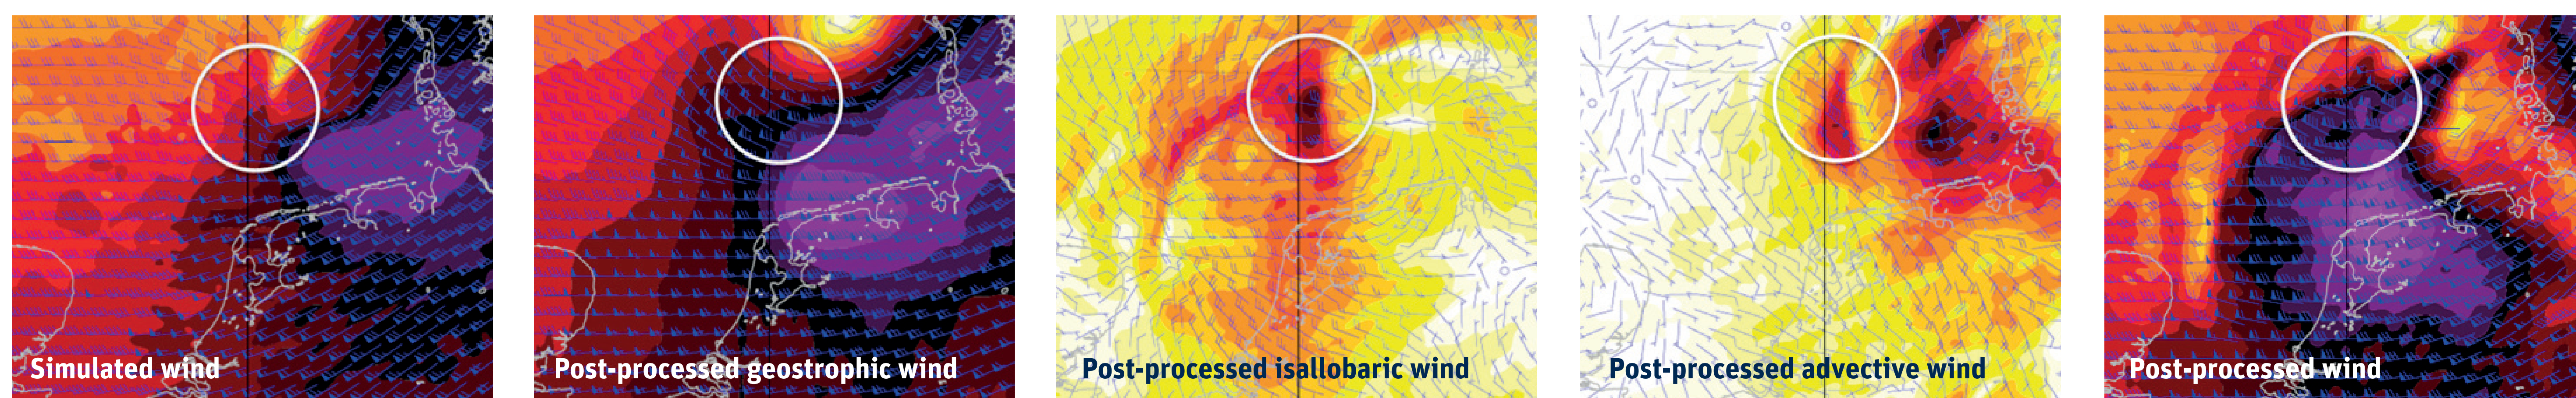 Simulated wind
Post-processed geostrophic wind
Post-processed isallobaric wind
Post-processed advective wind
Post-processed wind